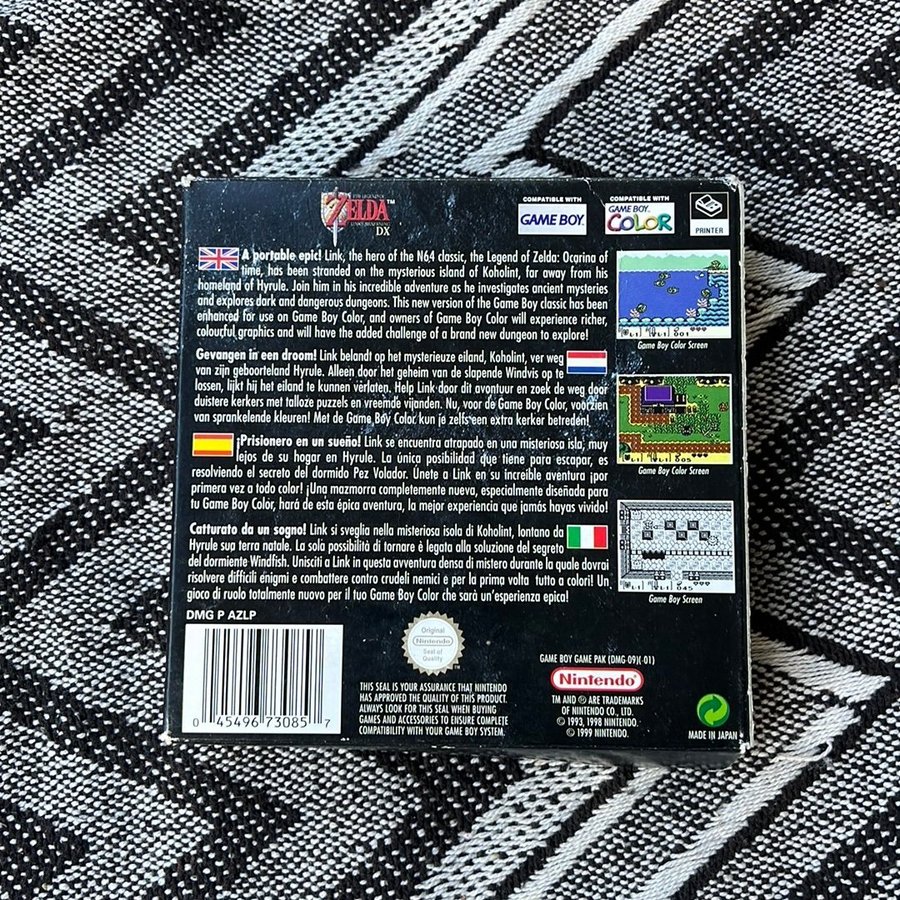 THE LEGEND OF
ZELDA™
LINK'S AWAKENING
DX
COMPATIBLE WITH
GAME BOY
COMPATIBLE WITH
GAME BOY
COLOR
PRINTER
A portable epic! Link, the hero of the N64 classic, the Legend of Zelda: Ocarina of
time, has been stranded on the mysterious island of Koholint, far away from his
homeland of Hyrule. Join him in his incredible adventure as he investigates ancient mysteries
and explores dark and dangerous dungeons. This new version of the Game Boy classic has been
enhanced for use on Game Boy Color, and owners of Game Boy Color will experience richer,
colourful graphics and will have the added challenge of a brand new dungeon to explore!
Game Boy Color Screen
Gevangen in een droom! Link belandt op het mysterieuze eiland, Koholint, ver weg
van zijn geboorteland Hyrule. Alleen door het geheim van de slapende Windvis op te
lossen, lijkt hij het eiland te kunnen verlaten. Help Link door dit avontuur en zoek de weg door
duistere kerkers met talloze puzzels en vreemde vijanden. Nu, voor de Game Boy Color, voorzien
van sprankelende kleuren! Met de Game Boy Color kun je zelfs een extra kerker betreden!
Game Boy Color Screen
¡Prisionero en un sueño! Link se encuentra atrapado en una misteriosa isla, muy
lejos de su hogar en Hyrule. La única posibilidad que tiene para escapar, es
resolviendo el secreto del dormido Pez Volador. Únete a Link en su increíble aventura ¡por
primera vez a todo color! ¡Una mazmorra completamente nueva, especialmente diseñada para
tu Game Boy Color, hará de esta épica aventura, la mejor experiencia que jamás hayas vivido!
Catturato da un sogno! Link si sveglia nella misteriosa isola di Koholint, lontano da
Hyrule sua terra natale. La sola possibilità di tornare è legata alla soluzione del segreto
del dormiente Windfish. Unisciti a Link in questa avventura densa di mistero durante la quale dovrai
risolvere difficili enigmi e combattere contro crudeli nemici e per la prima volta tutto a colori! Un
gioco di ruolo totalmente nuovo per il tuo Game Boy Color che sarà un'esperienza epica!
Game Boy Screen
DMG P AZLP
0 45496 73085 7
Original
Nintendo
Seal of
Quality
THIS SEAL IS YOUR ASSURANCE THAT NINTENDO
HAS APPROVED THE QUALITY OF THIS PRODUCT.
ALWAYS LOOK FOR THIS SEAL WHEN BUYING
GAMES AND ACCESSORIES TO ENSURE COMPLETE
COMPATIBILITY WITH YOUR GAME BOY SYSTEM.
GAME BOY GAME PAK (DMG-09)(-01)
Nintendo
TM AND ® ARE TRADEMARKS
OF NINTENDO CO., LTD.
© 1993, 1998 NINTENDO.
© 1999 NINTENDO.
MADE IN JAPAN